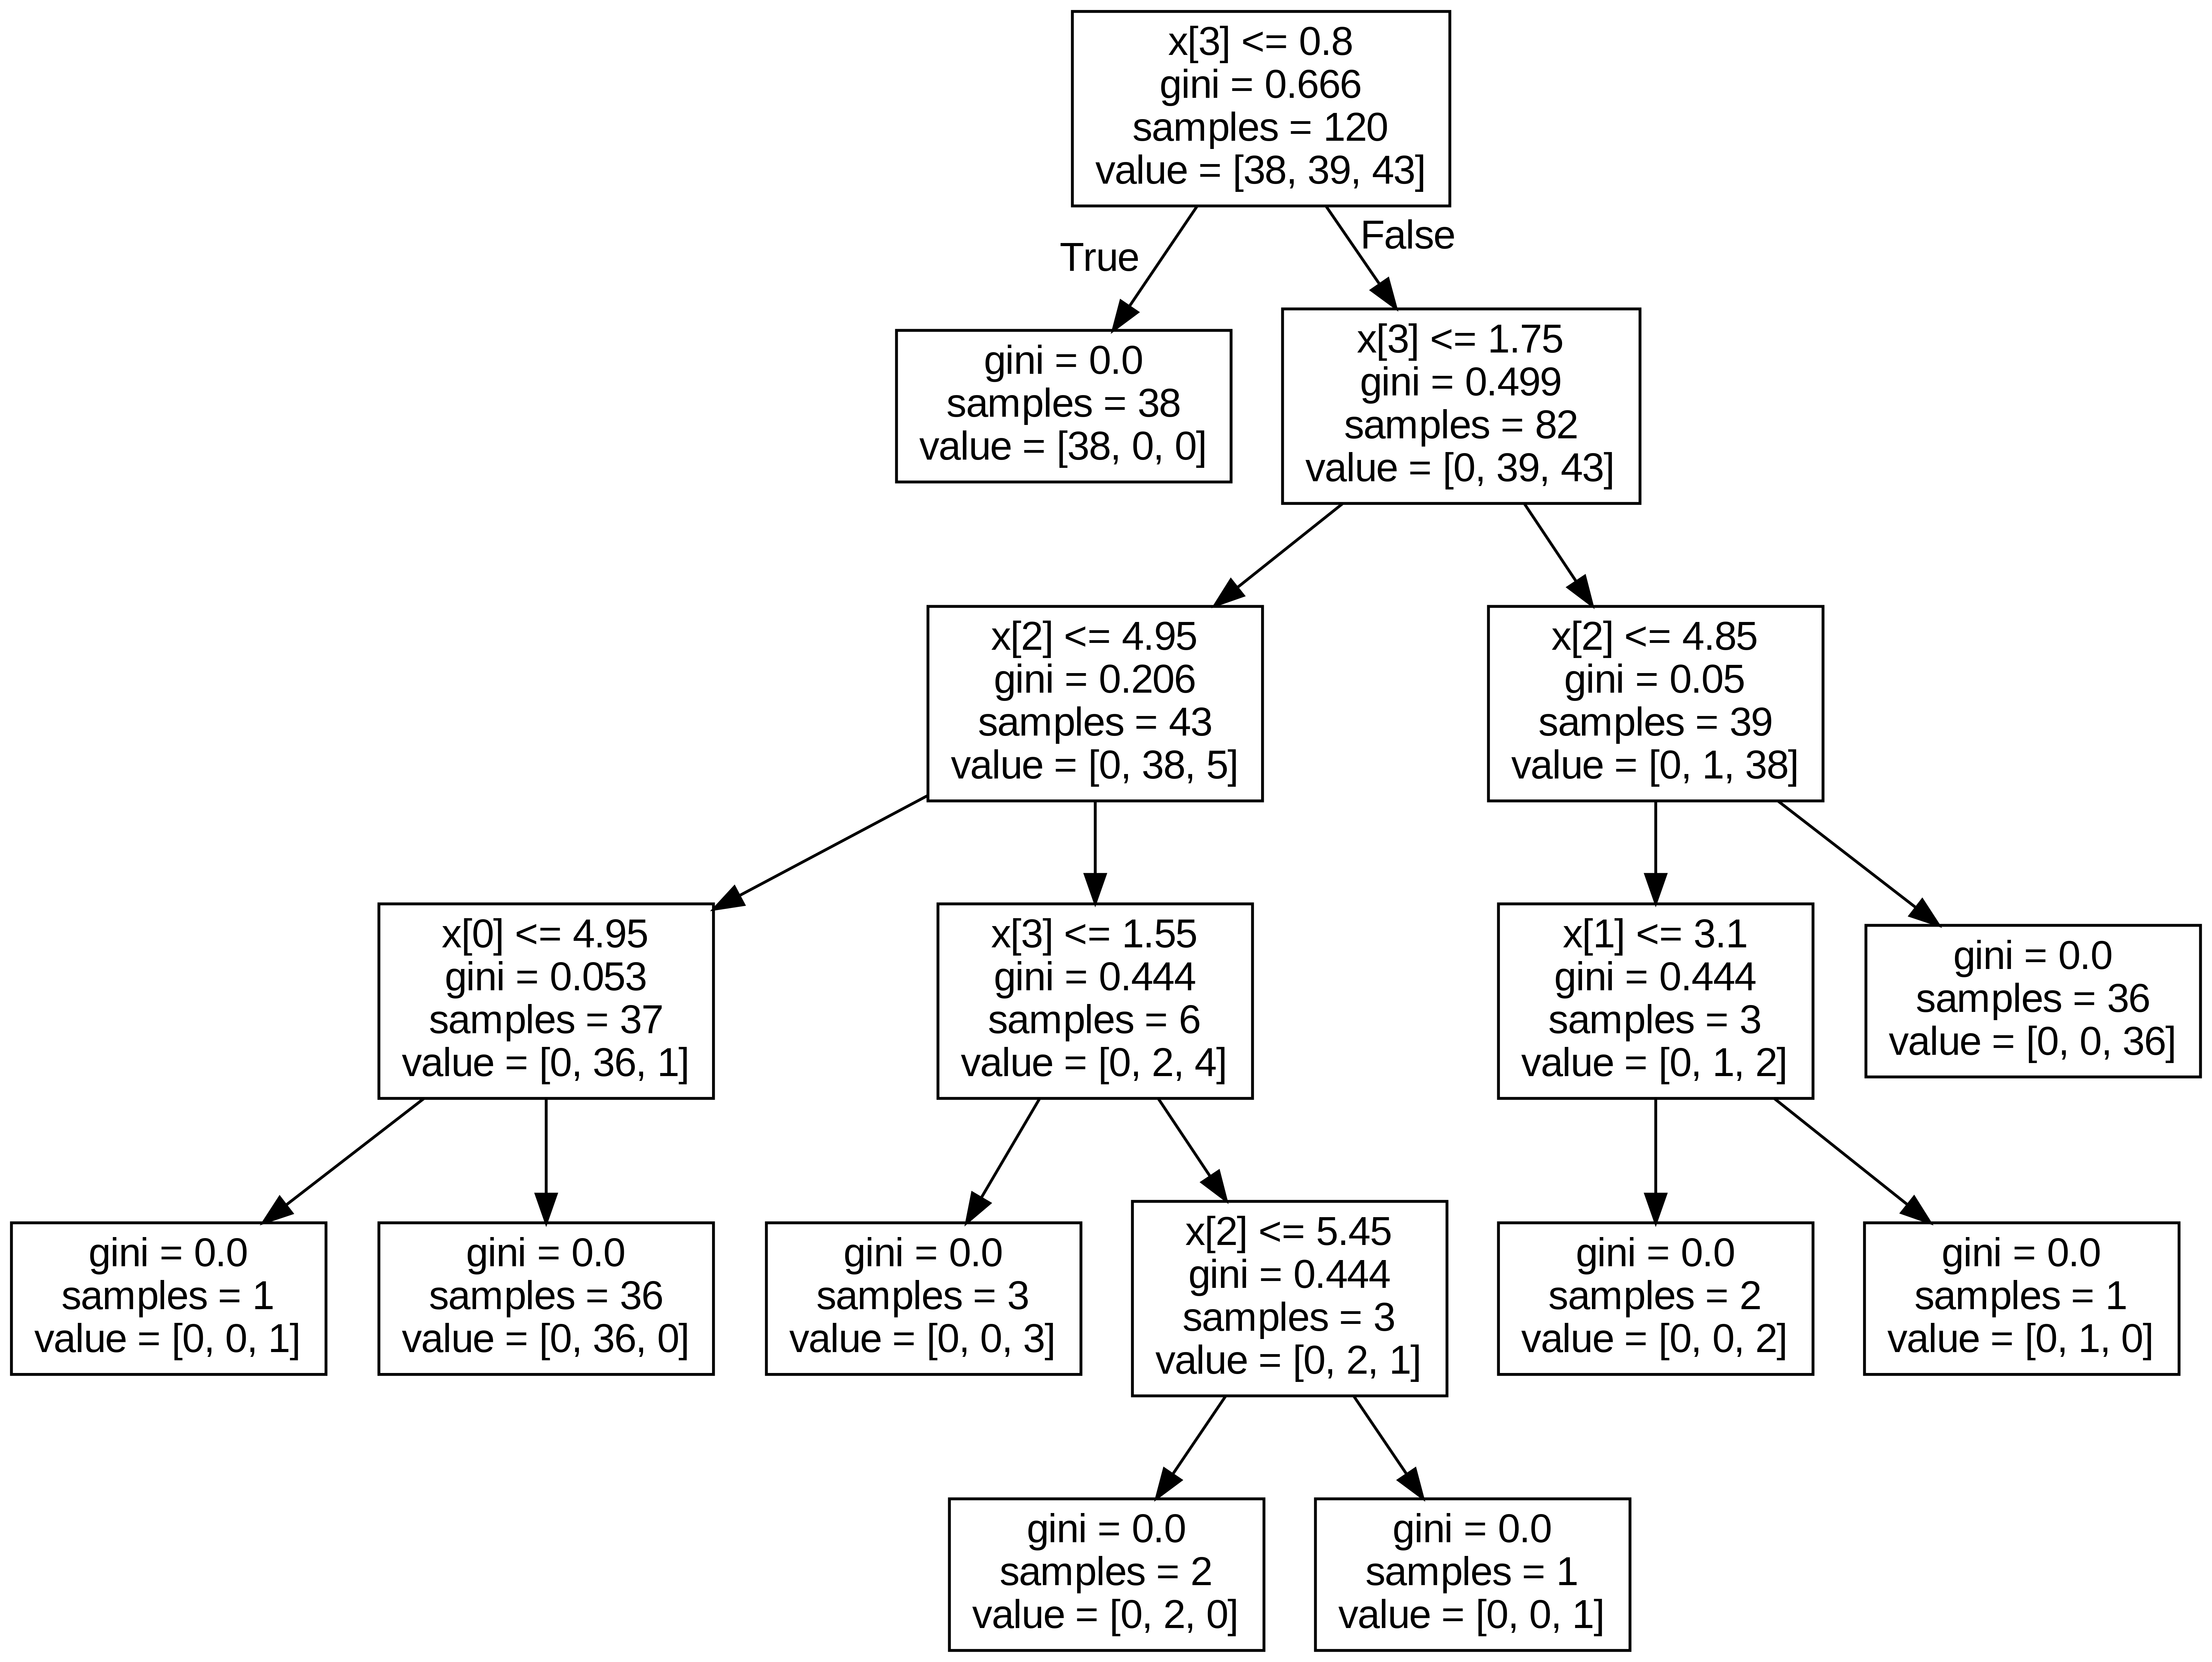 x[3] <= 0.8
gini = 0.666
samples = 120
value = [38, 39, 43]
True
False
gini = 0.0
samples = 38
value = [38, 0, 0]
x[3] <= 1.75
gini = 0.499
samples = 82
value = [0, 39, 43]
x[2] <= 4.95
gini = 0.206
samples = 43
value = [0, 38, 5]
x[2] <= 4.85
gini = 0.05
samples = 39
value = [0, 1, 38]
x[0] <= 4.95
gini = 0.053
samples = 37
value = [0, 36, 1]
x[3] <= 1.55
gini = 0.444
samples = 6
value = [0, 2, 4]
x[1] <= 3.1
gini = 0.444
samples = 3
value = [0, 1, 2]
gini = 0.0
samples = 36
value = [0, 0, 36]
gini = 0.0
samples = 1
value = [0, 0, 1]
gini = 0.0
samples = 36
value = [0, 36, 0]
gini = 0.0
samples = 3
value = [0, 0, 3]
x[2] <= 5.45
gini = 0.444
samples = 3
value = [0, 2, 1]
gini = 0.0
samples = 2
value = [0, 0, 2]
gini = 0.0
samples = 1
value = [0, 1, 0]
gini = 0.0
samples = 2
value = [0, 2, 0]
gini = 0.0
samples = 1
value = [0, 0, 1]